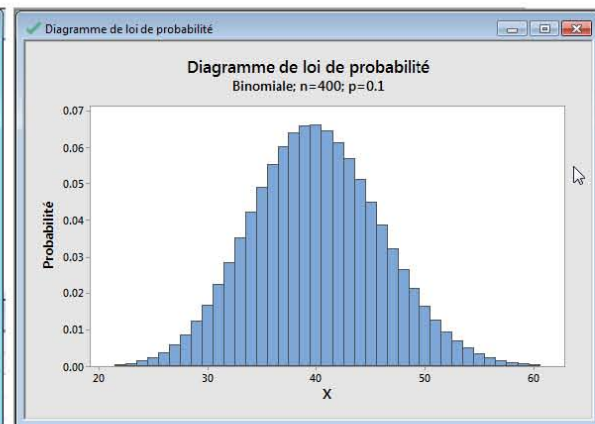 Diagramme de loi de probabilité
Diagramme de loi de probabilité
Binomiale; n=400; p=0.1
0.07
0.06
0.05
0.04
0.03
0.02
0.01
0.00
Probabilité
20 30 40 50 60
X